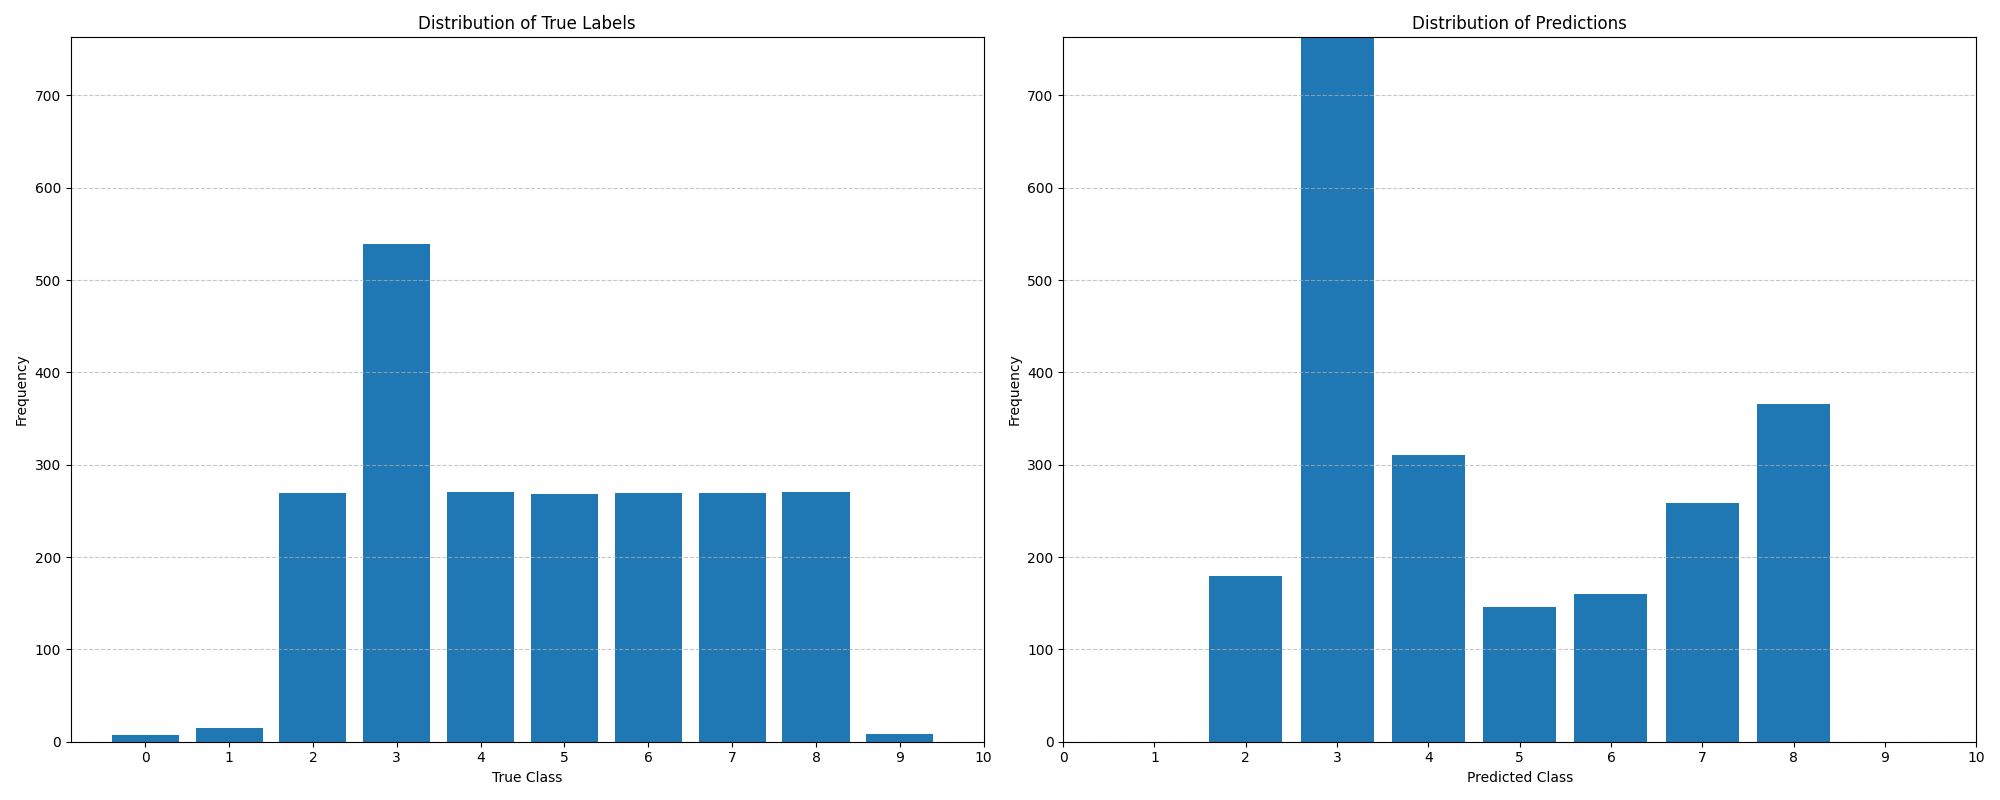 Distribution of True Labels
700
600
500
400
300
200
100
0
Frequency
0 1 2 3 4 5 6 7 8 9 10
True Class
Distribution of Predictions
700
600
500
400
300
200
100
0
Frequency
0 1 2 3 4 5 6 7 8 9 10
Predicted Class